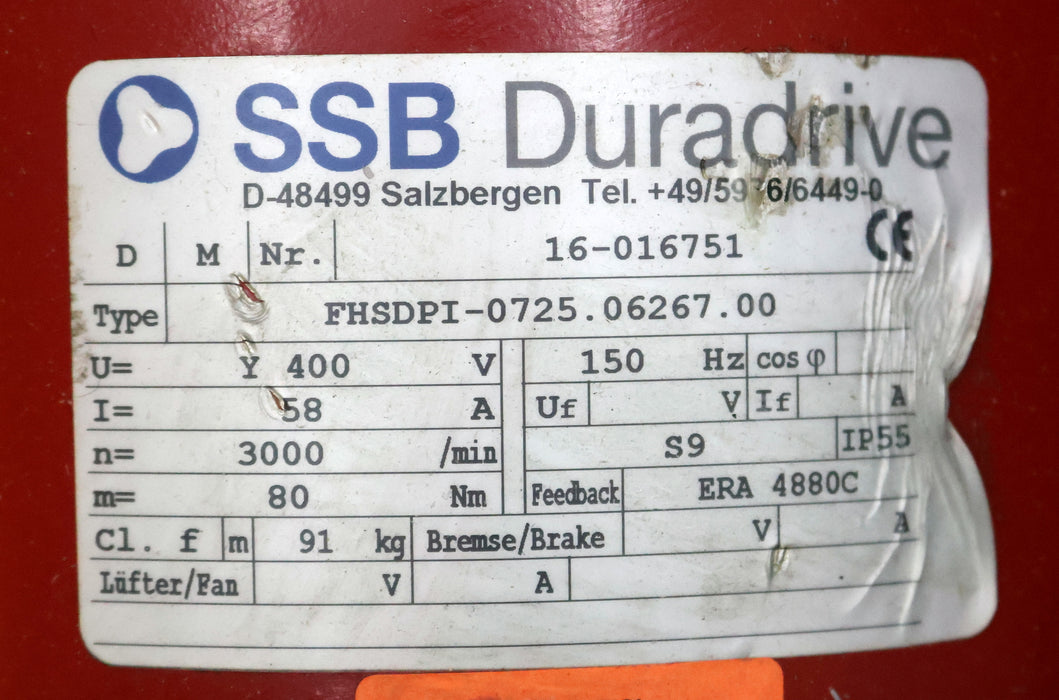 SSB Duradrive
D-48499 Salzbergen Tel. +49/59 6/6449-0
D M Nr. 16-016751 CE
Type FHSDPI-0725.06267.00
U= Y 400 V 150 Hz cos φ
I= 58 A Uf V If A
n= 3000 /min S9 IP55
m= 80 Nm Feedback ERA 4880C
Cl. f m 91 kg Bremse/Brake V A
Lüfter/Fan V A